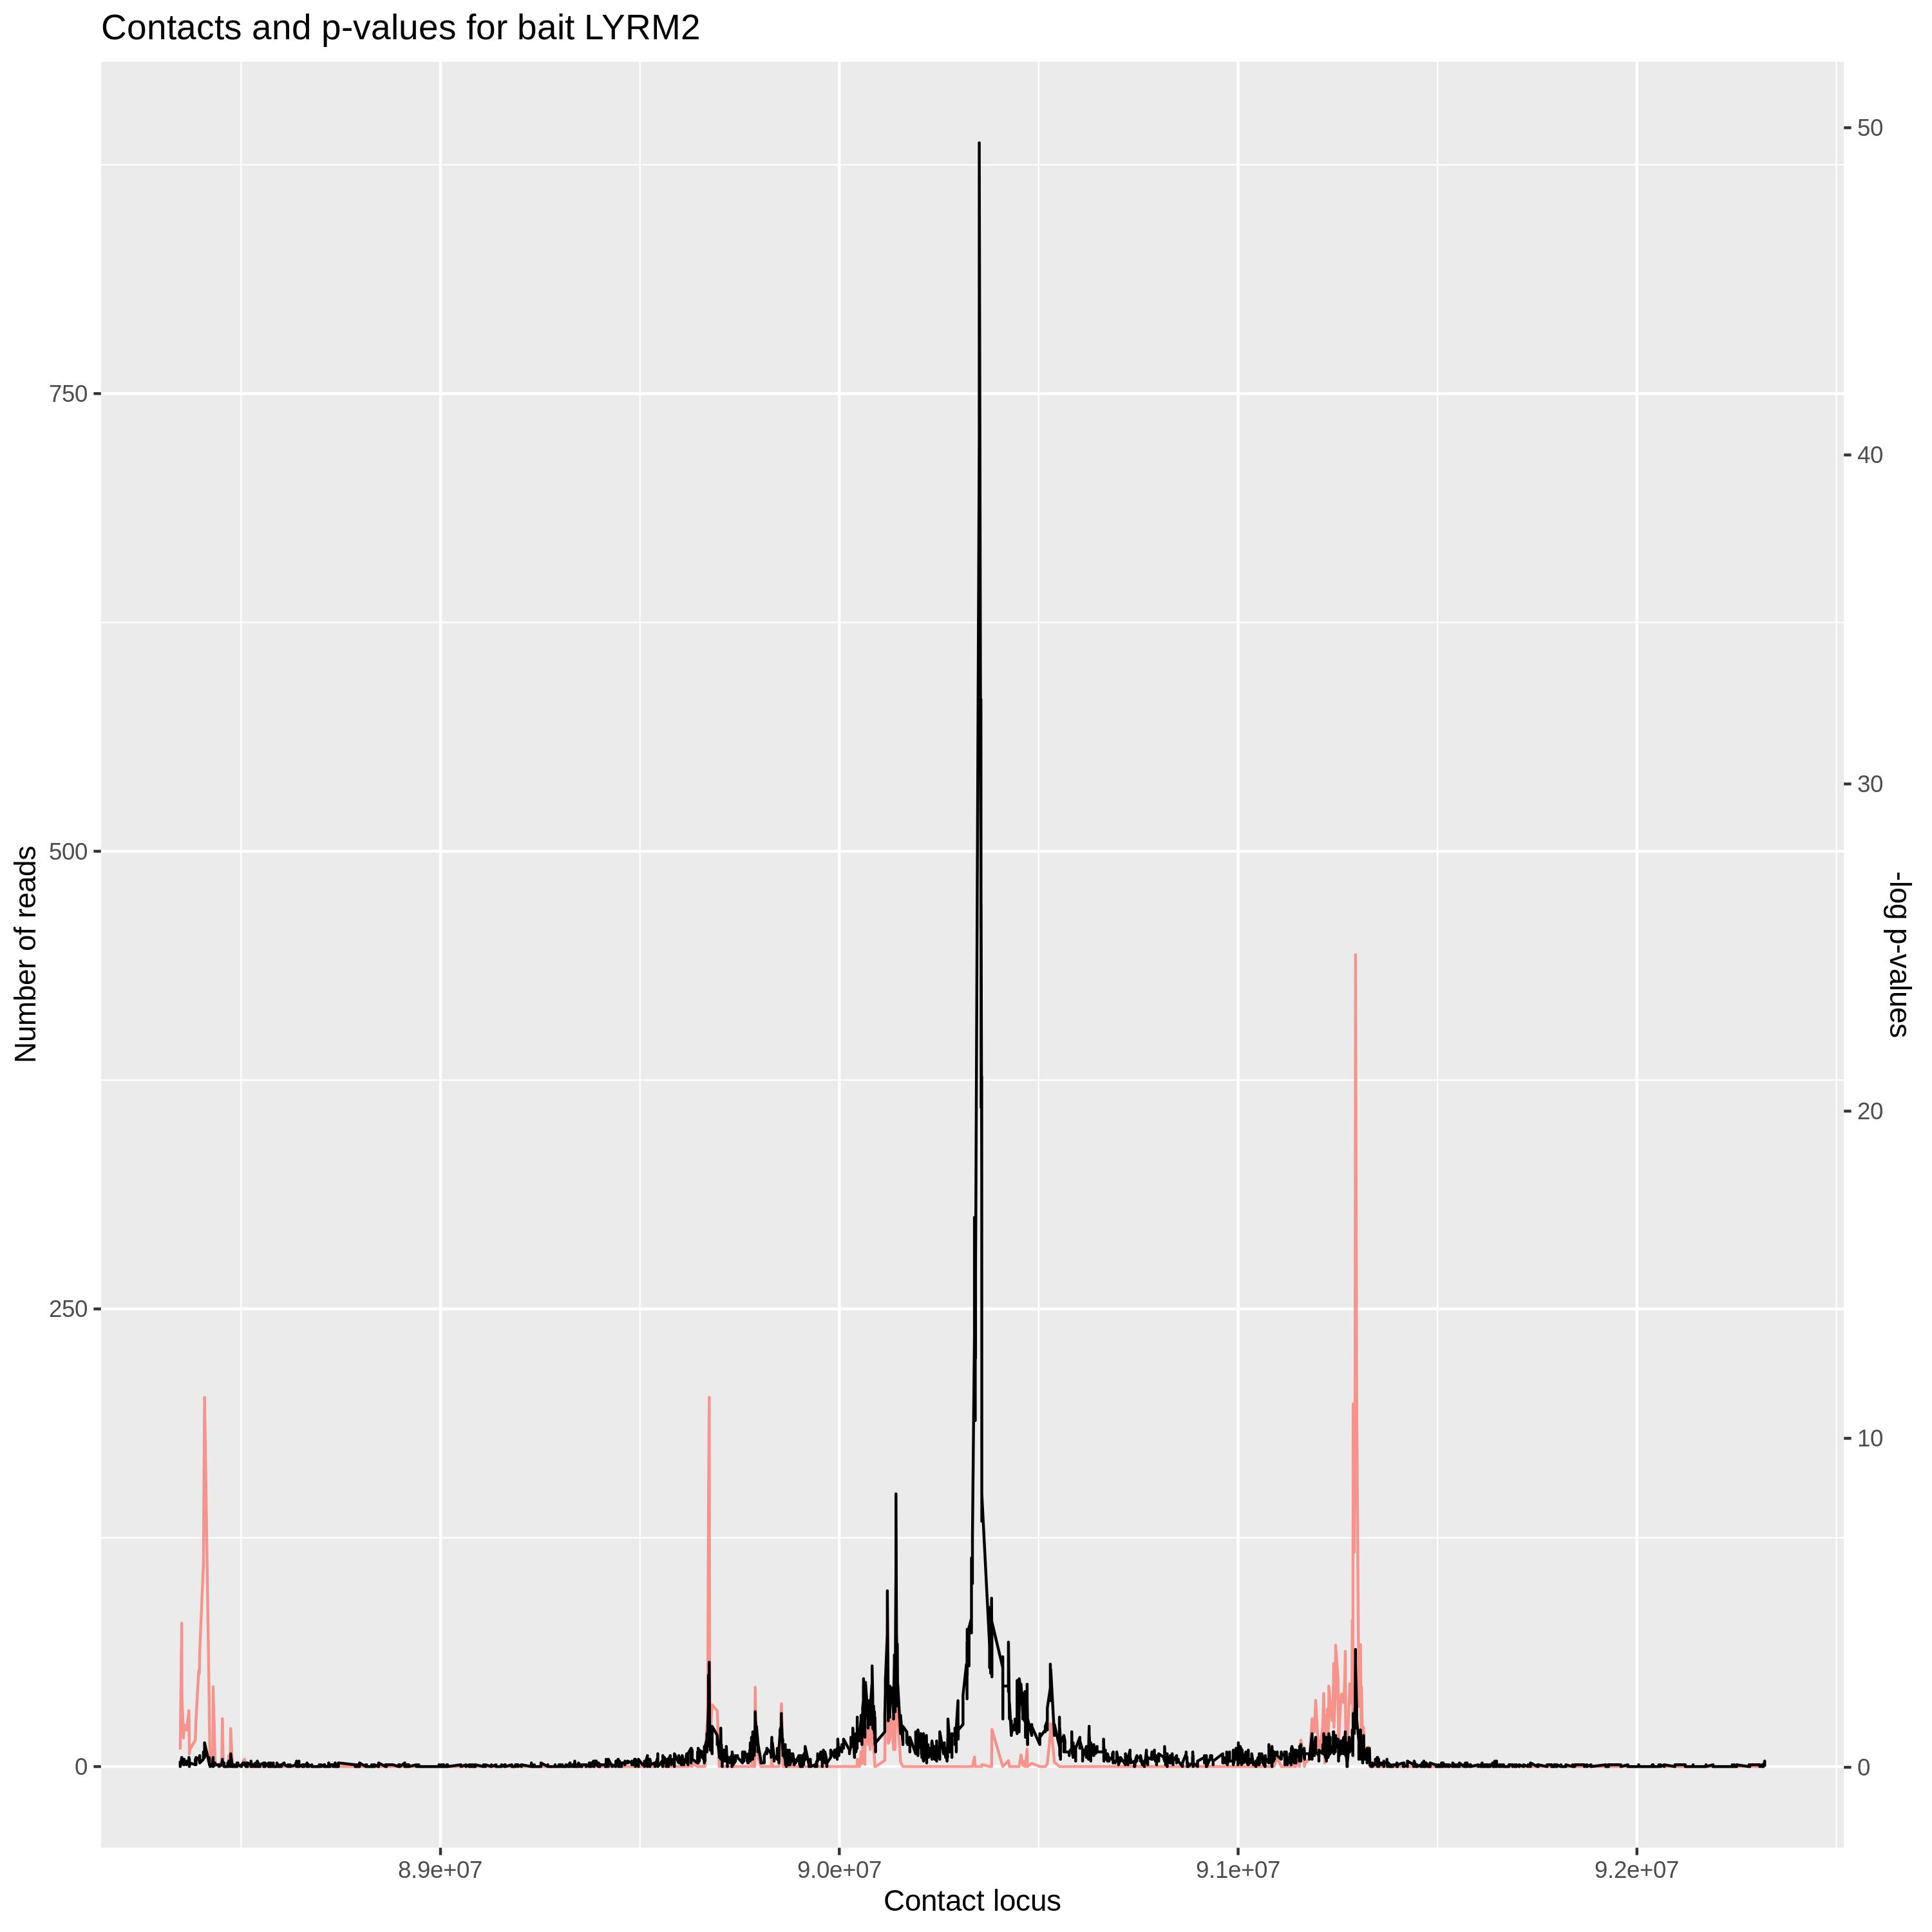 Contacts and p-values for bait LYRM2
Number of reads
750
500
250
0
50
40
30
20
10
0
-log p-values
8.9e+07 9.0e+07 9.1e+07 9.2e+07
Contact locus